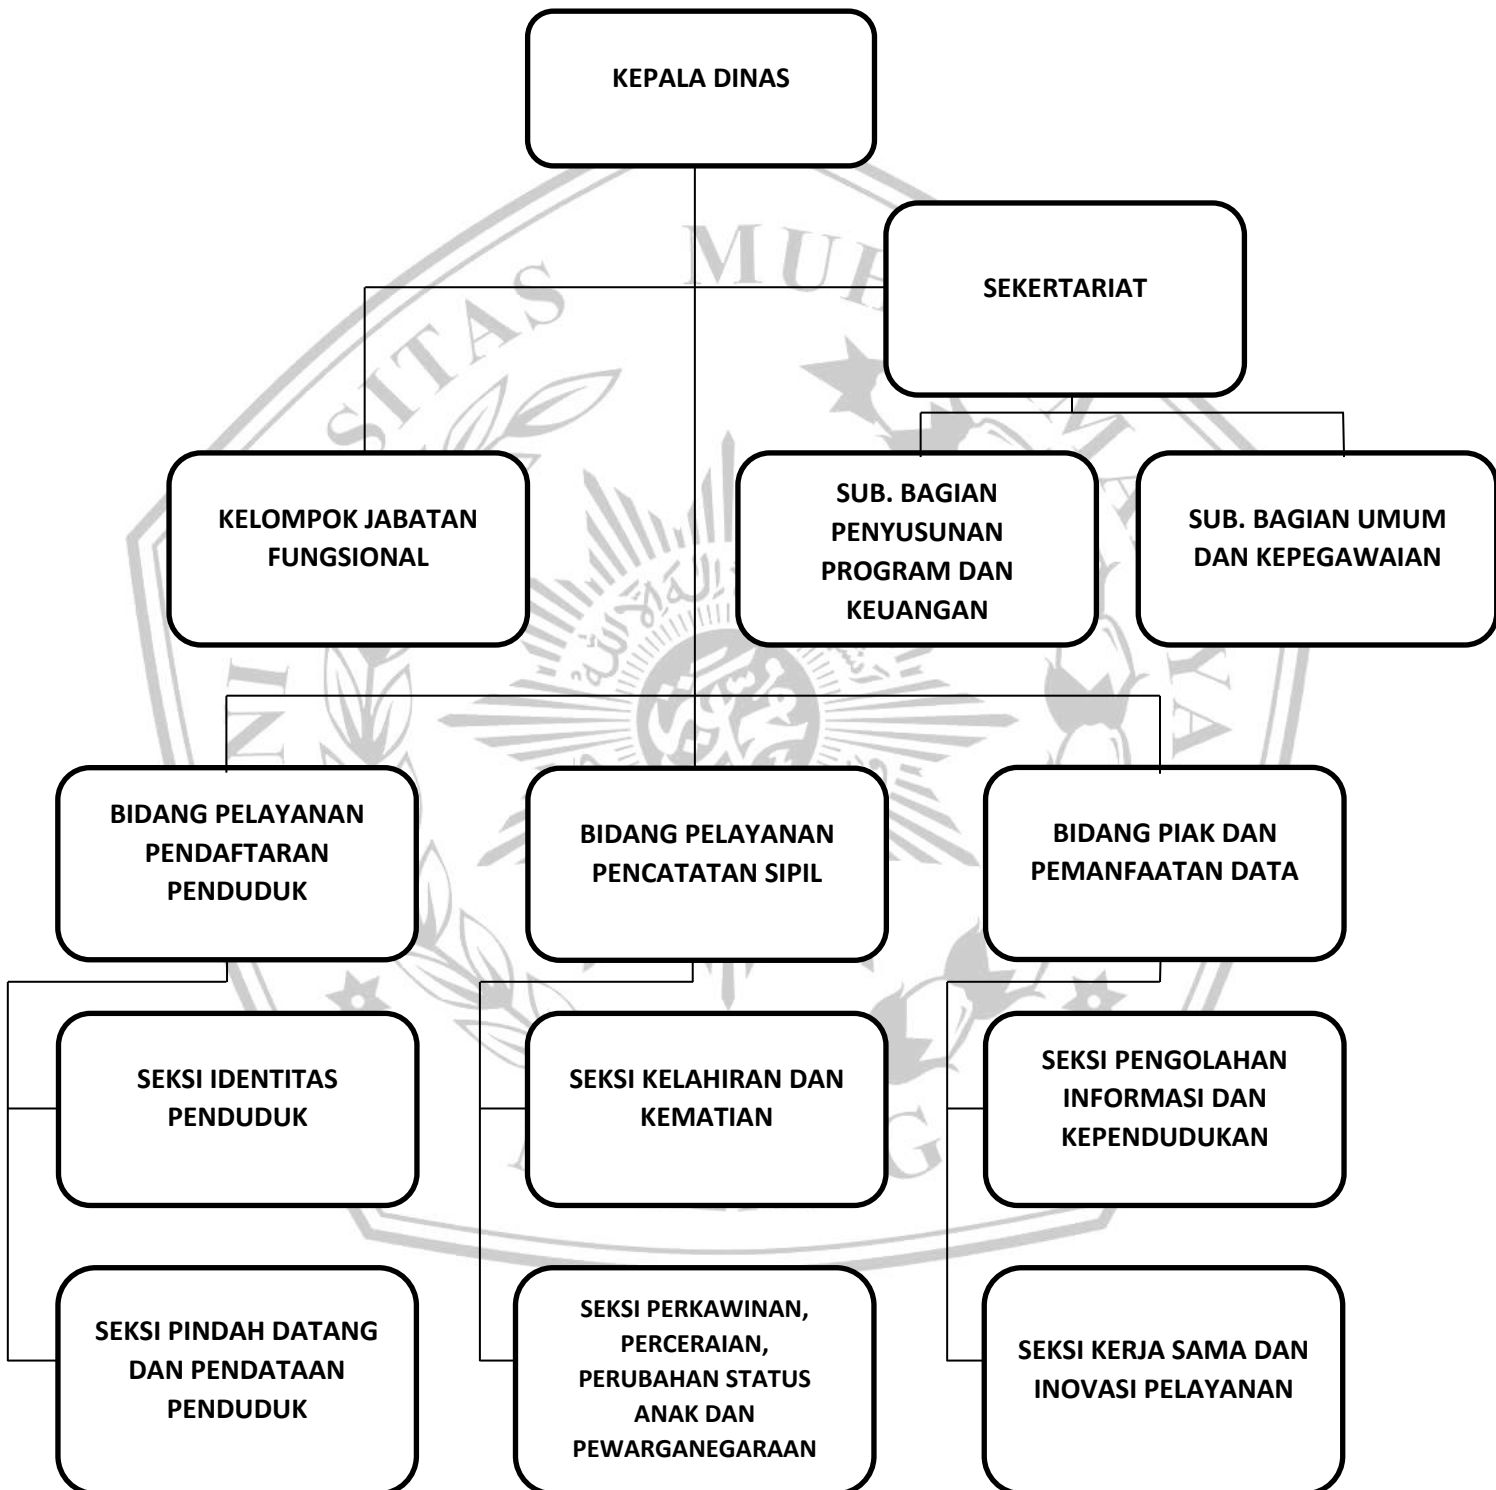 KEPALA DINAS
SEKERTARIAT
KELOMPOK JABATAN
FUNGSIONAL
SUB. BAGIAN
PENYUSUNAN
PROGRAM DAN
KEUANGAN
SUB. BAGIAN UMUM
DAN KEPEGAWAIAN
BIDANG PELAYANAN
PENDAFTARAN
PENDUDUK
BIDANG PELAYANAN
PENCATATAN SIPIL
BIDANG PIAK DAN
PEMANFAATAN DATA
SEKSI IDENTITAS
PENDUDUK
SEKSI KELAHIRAN DAN
KEMATIAN
SEKSI PENGOLAHAN
INFORMASI DAN
KEPENDUDUKAN
SEKSI PINDAH DATANG
DAN PENDATAAN
PENDUDUK
SEKSI PERKAWINAN,
PERCERAIAN,
PERUBAHAN STATUS
ANAK DAN
PEWARGANEGARAAN
SEKSI KERJA SAMA DAN
INOVASI PELAYANAN